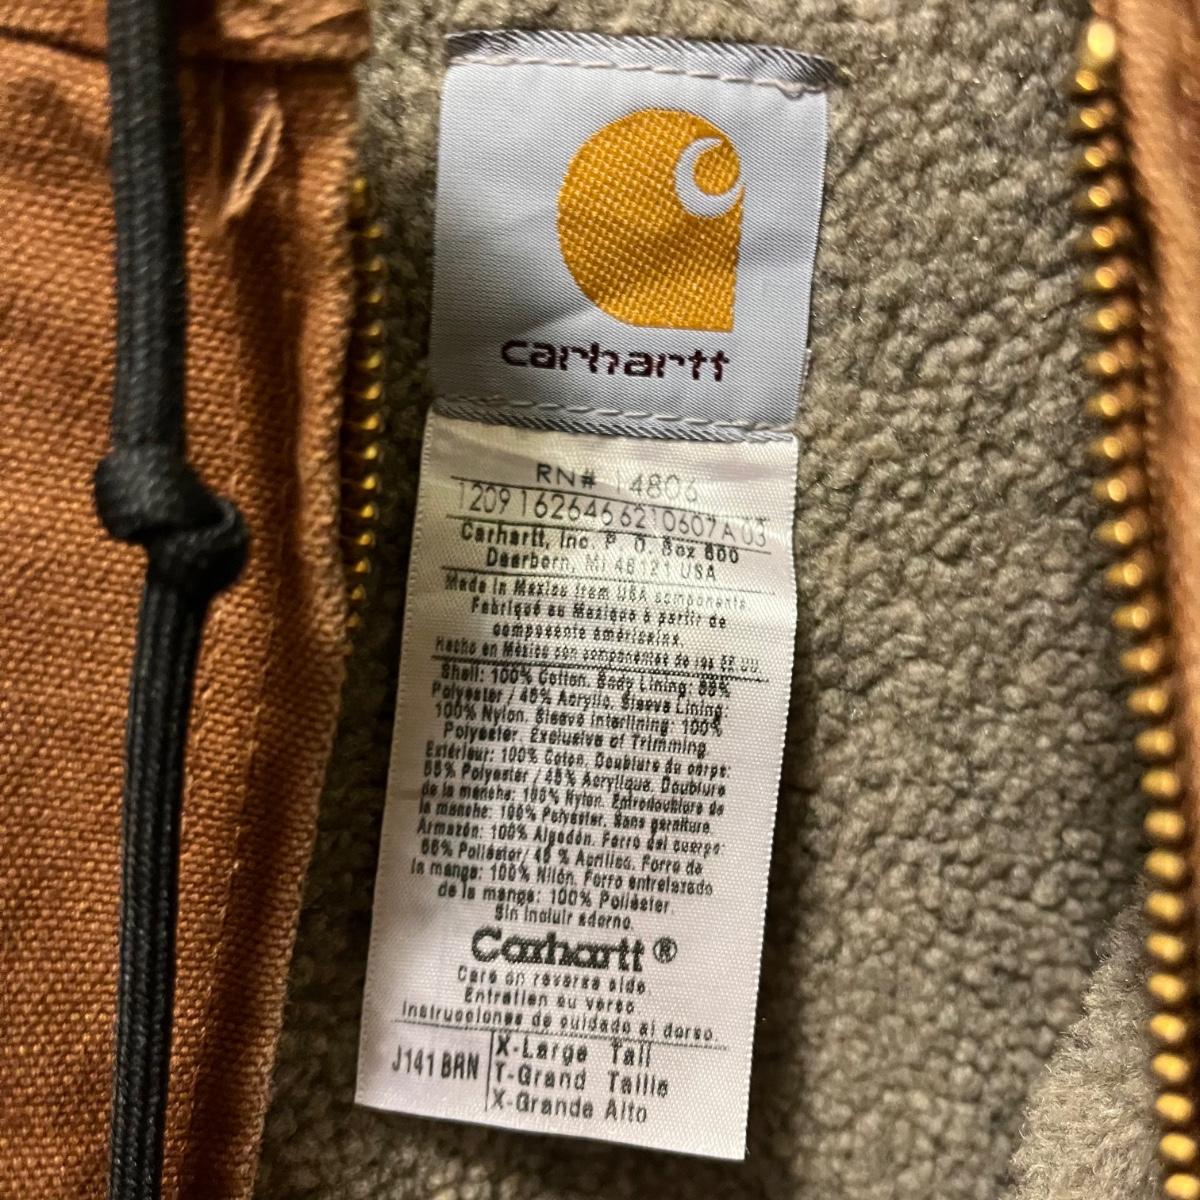 carhartt
RN# 14806
1209 162646 6210607A 03
Carhartt, Inc P. O. Box 600
Dearborn, MI 48121 USA
Made in Mexico from USA components
Fabriqué au Mexique à partir de
composants américains.
Hecho en México con componentes de los EE.UU.
Shell: 100% Cotton. Body Lining: 55%
Polyester / 45% Acrylic. Sleeve Lining:
100% Nylon. Sleeve Interlining: 100%
Polyester. Exclusive of Trimming.
Extérieur: 100% Coton. Doublure du corps:
55% Polyester / 45% Acrylique. Doublure
de la manche: 100% Nylon. Entredoublure de
la manche: 100% Polyester. Sans garniture.
Armazón: 100% Algodón. Forro del cuerpo:
55% Poliéster/ 45 % Acrílico. Forro de
la manga: 100% Nilón. Forro entrelazado
de la manga: 100% Poliéster.
Sin incluir adorno.
Carhartt®
Care on reverse side.
Entretien au verso
Instrucciones de cuidado al dorso.
J141 BRN
X-Large Tall
T-Grand Taille
X-Grande Alto